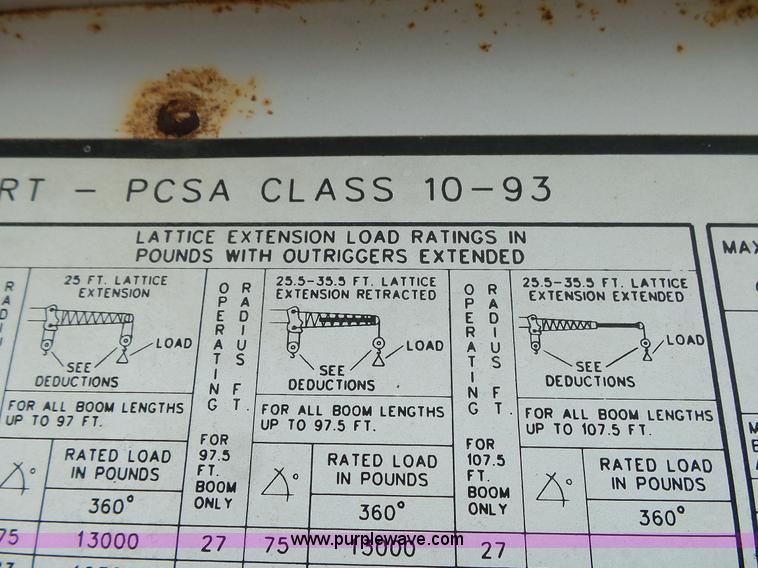 RT - PCSA CLASS 10-93
LATTICE EXTENSION LOAD RATINGS IN
POUNDS WITH OUTRIGGERS EXTENDED
MAX
25 FT. LATTICE
EXTENSION
LOAD
SEE
DEDUCTIONS
FOR ALL BOOM LENGTHS
UP TO 97 FT.
RATED LOAD
IN POUNDS
360°
OPERATING
RADIUS FT.
FOR
97.5
FT.
BOOM
ONLY
25.5-35.5 FT. LATTICE
EXTENSION RETRACTED
LOAD
SEE
DEDUCTIONS
FOR ALL BOOM LENGTHS
UP TO 97.5 FT.
RATED LOAD
IN POUNDS
360°
OPERATING
RADIUS FT.
FOR
107.5
FT.
BOOM
ONLY
25.5-35.5 FT. LATTICE
EXTENSION EXTENDED
LOAD
SEE
DEDUCTIONS
FOR ALL BOOM LENGTHS
UP TO 107.5 FT.
RATED LOAD
IN POUNDS
360°
75 13000 27 75 13000 27
www.purplewave.com